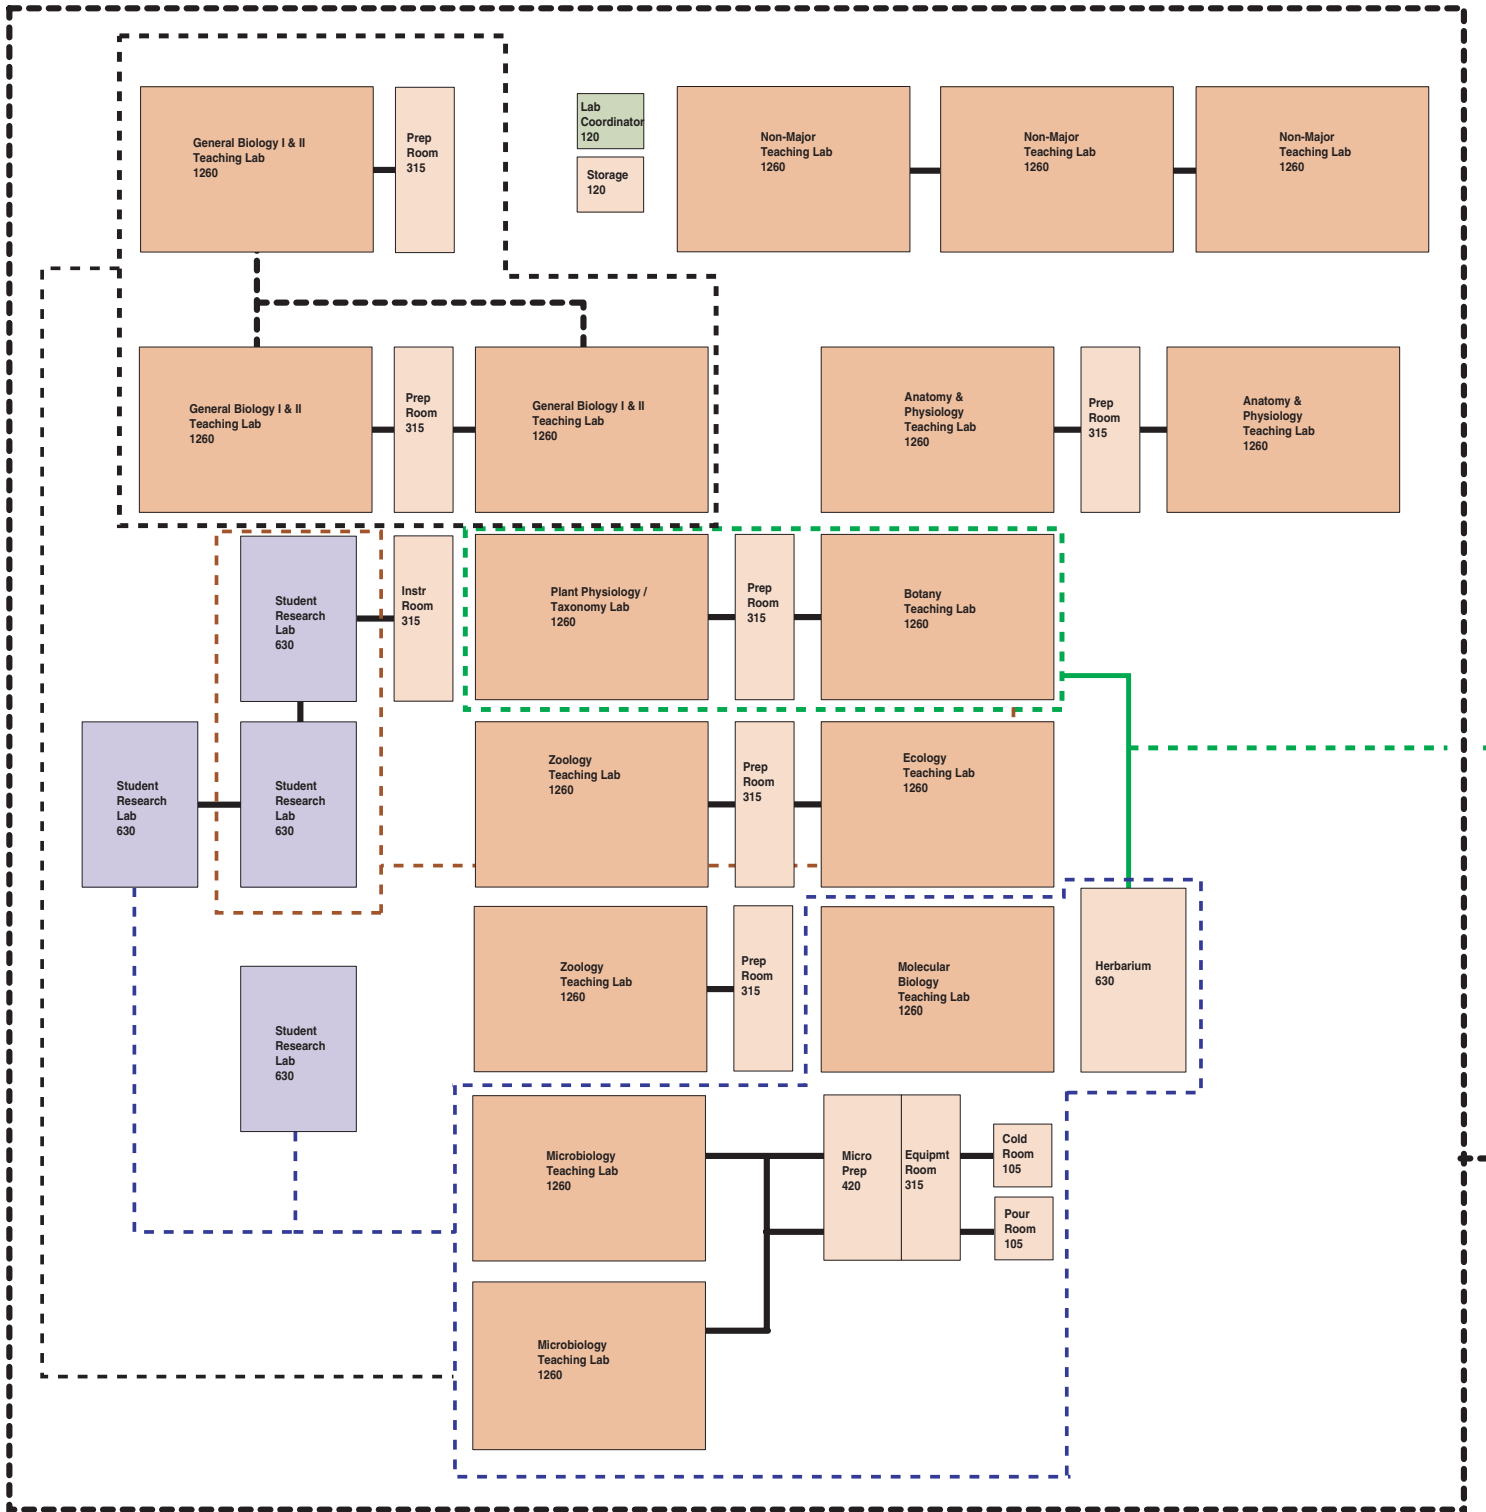 General Biology I & II
Teaching Lab
1260
Prep
Room
315
Lab
Coordinator
120
Storage
120
Non-Major
Teaching Lab
1260
Non-Major
Teaching Lab
1260
Non-Major
Teaching Lab
1260
General Biology I & II
Teaching Lab
1260
Prep
Room
315
General Biology I & II
Teaching Lab
1260
Anatomy &
Physiology
Teaching Lab
1260
Prep
Room
315
Anatomy &
Physiology
Teaching Lab
1260
Student
Research
Lab
630
Instr
Room
315
Plant Physiology /
Taxonomy Lab
1260
Prep
Room
315
Botany
Teaching Lab
1260
Student
Research
Lab
630
Student
Research
Lab
630
Zoology
Teaching Lab
1260
Prep
Room
315
Ecology
Teaching Lab
1260
Student
Research
Lab
630
Zoology
Teaching Lab
1260
Prep
Room
315
Molecular
Biology
Teaching Lab
1260
Herbarium
630
Microbiology
Teaching Lab
1260
Micro
Prep
420
Equipmt
Room
315
Cold
Room
105
Pour
Room
105
Microbiology
Teaching Lab
1260